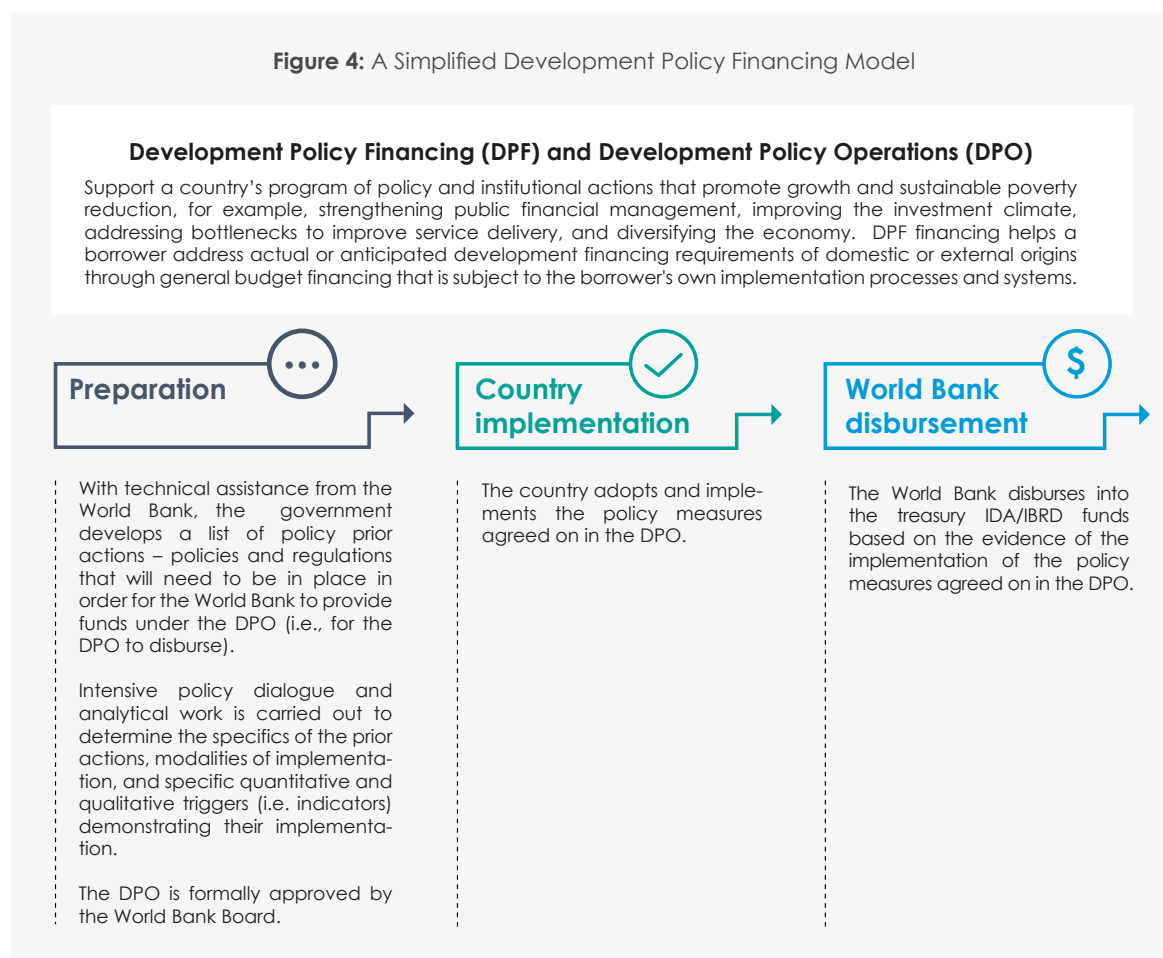 Figure 4: A Simplified Development Policy Financing Model
Development Policy Financing (DPF) and Development Policy Operations (DPO)
Support a country's program of policy and institutional actions that promote growth and sustainable poverty
reduction, for example, strengthening public financial management, improving the investment climate,
addressing bottlenecks to improve service delivery, and diversifying the economy. DPF financing helps a
borrower address actual or anticipated development financing requirements of domestic or external origins
through general budget financing that is subject to the borrower's own implementation processes and systems.
Preparation
With technical assistance from the
World Bank, the government
develops a list of policy prior
actions – policies and regulations
that will need to be in place in
order for the World Bank to provide
funds under the DPO (i.e., for the
DPO to disburse).
Intensive policy dialogue and
analytical work is carried out to
determine the specifics of the prior
actions, modalities of implementa-
tion, and specific quantitative and
qualitative triggers (i.e. indicators)
demonstrating their implementa-
tion.
The DPO is formally approved by
the World Bank Board.
Country
implementation
The country adopts and imple-
ments the policy measures
agreed on in the DPO.
$
World Bank
disbursement
The World Bank disburses into
the treasury IDA/IBRD funds
based on the evidence of the
implementation of the policy
measures agreed on in the DPO.